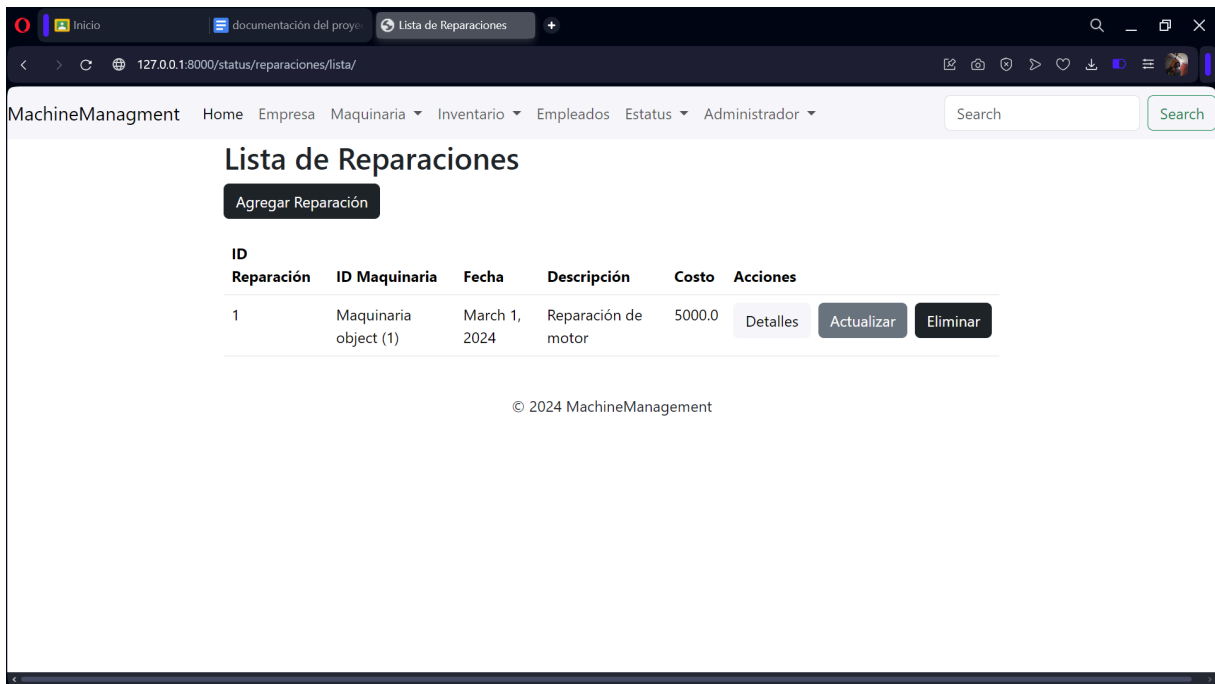 Inicio
documentación del proye
Lista de Reparaciones
127.0.0.1:8000/status/reparaciones/lista/
MachineManagment Home Empresa Maquinaria Inventario Empleados Estatus Administrador Search Search
Lista de Reparaciones
Agregar Reparación
ID
Reparación ID Maquinaria Fecha Descripción Costo Acciones
1 Maquinaria March 1, Reparación de 5000.0 Detalles Actualizar Eliminar
object (1) 2024 motor
© 2024 MachineManagement